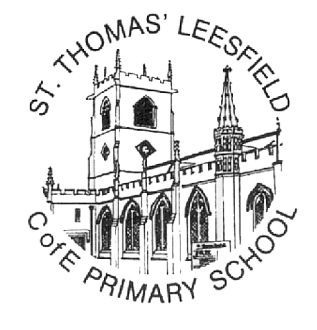 ST. THOMAS' LEESFIELD
CofE PRIMARY SCHOOL